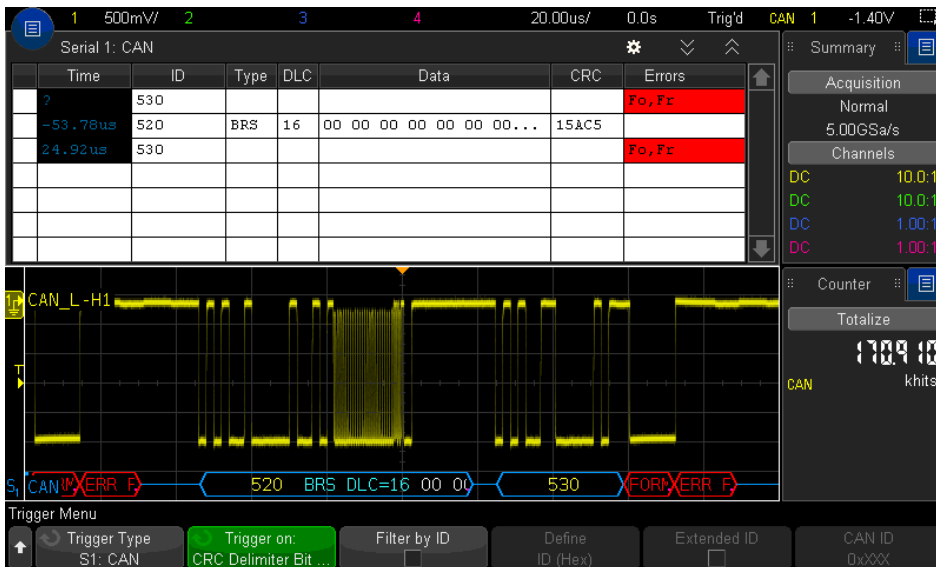 1 500mV/ 2 3 4 20.00us/ 0.0s Trig'd CAN 1 -1.40V
Serial 1: CAN
Time ID Type DLC Data CRC Errors
? 530 Fo,Fr
-53.78us 520 BRS 16 00 00 00 00 00 00 00... 15AC5
24.92us 530 Fo,Fr
Summary
Acquisition
Normal
5.00GSa/s
Channels
DC 10.0:1
DC 10.0:1
DC 1.00:1
DC 1.00:1
Counter
Totalize
170.910
khits
CAN
CAN_L-H1
T
S1 CAN ERR F 520 BRS DLC=16 00 00 530 FORM ERR F
Trigger Menu
Trigger Type
S1: CAN
Trigger on:
CRC Delimiter Bit ...
Filter by ID
Define
ID (Hex)
Extended ID
CAN ID
0xXXX